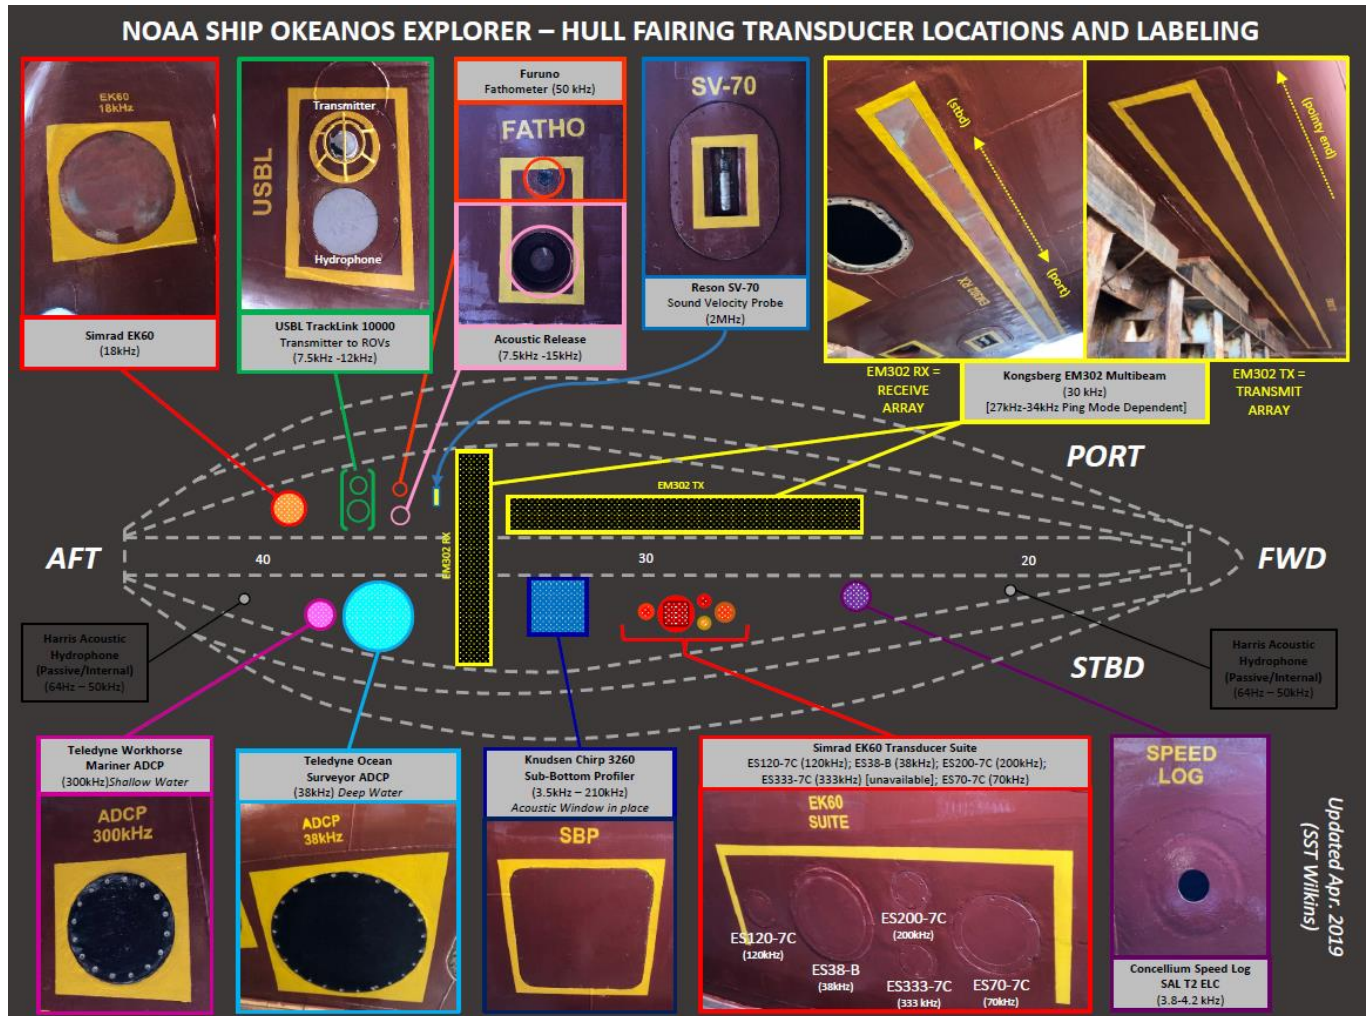 NOAA SHIP OKEANOS EXPLORER – HULL FAIRING TRANSDUCER LOCATIONS AND LABELING
EK60
18kHz
Simrad EK60
(18kHz)
USBL
Transmitter
Hydrophone
USBL TrackLink 10000
Transmitter to ROVs
(7.5kHz -12kHz)
Furuno
Fathometer (50 kHz)
FATHO
Acoustic Release
(7.5kHz -15kHz)
SV-70
Reson SV-70
Sound Velocity Probe
(2MHz)
(stbd)
(port)
EM302 RX
(pointy end)
EM302 RX =
RECEIVE
ARRAY
Kongsberg EM302 Multibeam
(30 kHz)
[27kHz-34kHz Ping Mode Dependent]
EM302 TX =
TRANSMIT
ARRAY
PORT
EM302 TX
EM302 RX
AFT
40
30
20
FWD
STBD
Harris Acoustic
Hydrophone
(Passive/Internal)
(64Hz – 50kHz)
Harris Acoustic
Hydrophone
(Passive/Internal)
(64Hz – 50kHz)
Teledyne Workhorse
Mariner ADCP
(300kHz)Shallow Water
ADCP
300kHz
Teledyne Ocean
Surveyor ADCP
(38kHz) Deep Water
ADCP
38kHz
Knudsen Chirp 3260
Sub-Bottom Profiler
(3.5kHz – 210kHz)
Acoustic Window in place
SBP
Simrad EK60 Transducer Suite
ES120-7C (120kHz); ES38-B (38kHz); ES200-7C (200kHz);
ES333-7C (333kHz) [unavailable]; ES70-7C (70kHz)
EK60
SUITE
ES120-7C
(120kHz)
ES38-B
(38kHz)
ES200-7C
(200kHz)
ES333-7C
(333 kHz)
ES70-7C
(70kHz)
SPEED
LOG
Concellium Speed Log
SAL T2 ELC
(3.8-4.2 kHz)
Updated Apr. 2019
(SST Wilkins)